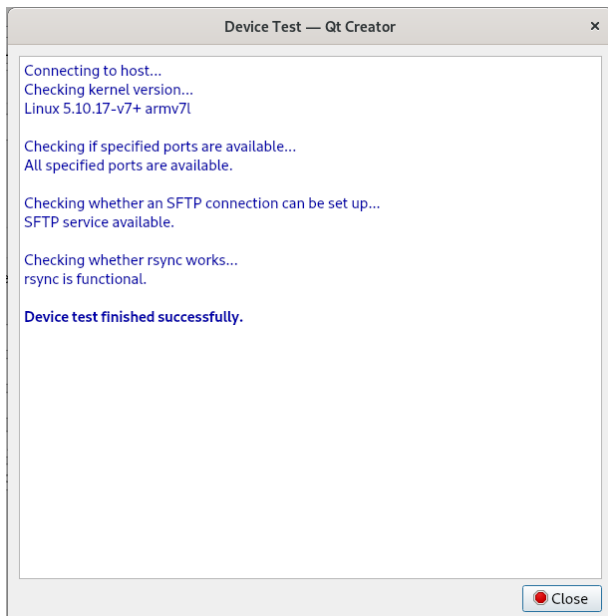 Device Test — Qt Creator
Connecting to host...
Checking kernel version...
Linux 5.10.17-v7+ armv7l
Checking if specified ports are available...
All specified ports are available.
Checking whether an SFTP connection can be set up...
SFTP service available.
Checking whether rsync works...
rsync is functional.
Device test finished successfully.
Close